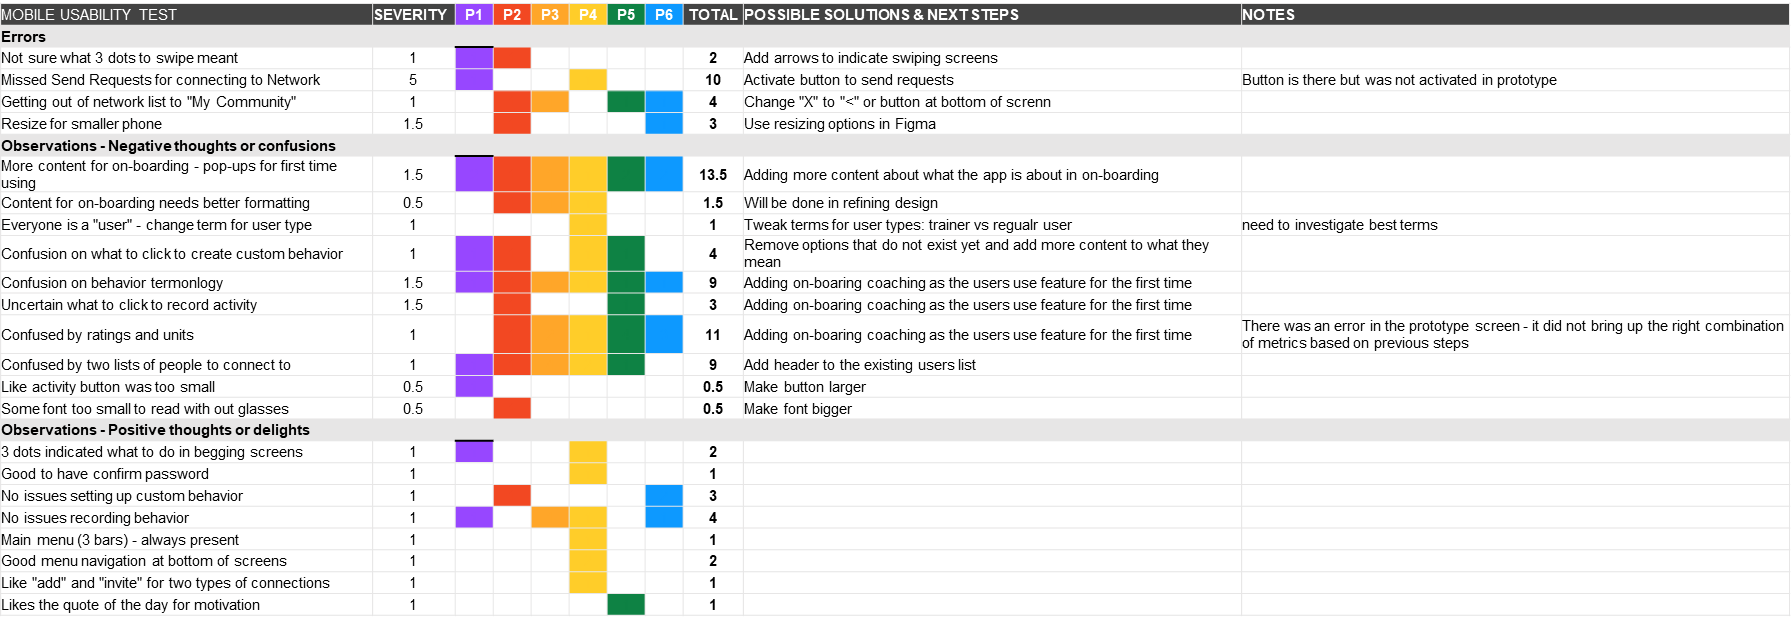 MOBILE USABILITY TEST SEVERITY P1 P2 P3 P4 P5 P6 TOTAL POSSIBLE SOLUTIONS & NEXT STEPS NOTES
Errors
Not sure what 3 dots to swipe meant 1 2 Add arrows to indicate swiping screens
Missed Send Requests for connecting to Network 5 10 Activate button to send requests Button is there but was not activated in prototype
Getting out of network list to "My Community" 1 4 Change "X" to "<" or button at bottom of screnn
Resize for smaller phone 1.5 3 Use resizing options in Figma
Observations - Negative thoughts or confusions
More content for on-boarding - pop-ups for first time
using 1.5 13.5 Adding more content about what the app is about in on-boarding
Content for on-boarding needs better formatting 0.5 1.5 Will be done in refining design
Everyone is a "user" - change term for user type 1 1 Tweak terms for user types: trainer vs regualr user need to investigate best terms
Confusion on what to click to create custom behavior 1 4 Remove options that do not exist yet and add more content to what they
mean
Confusion on behavior termonlogy 1.5 9 Adding on-boaring coaching as the users use feature for the first time
Uncertain what to click to record activity 1.5 3 Adding on-boaring coaching as the users use feature for the first time
Confused by ratings and units 1 11 Adding on-boaring coaching as the users use feature for the first time There was an error in the prototype screen - it did not bring up the right combination
of metrics based on previous steps
Confused by two lists of people to connect to 1 9 Add header to the existing users list
Like activity button was too small 0.5 0.5 Make button larger
Some font too small to read with out glasses 0.5 0.5 Make font bigger
Observations - Positive thoughts or delights
3 dots indicated what to do in begging screens 1 2
Good to have confirm password 1 1
No issues setting up custom behavior 1 3
No issues recording behavior 1 4
Main menu (3 bars) - always present 1 1
Good menu navigation at bottom of screens 1 2
Like "add" and "invite" for two types of connections 1 1
Likes the quote of the day for motivation 1 1